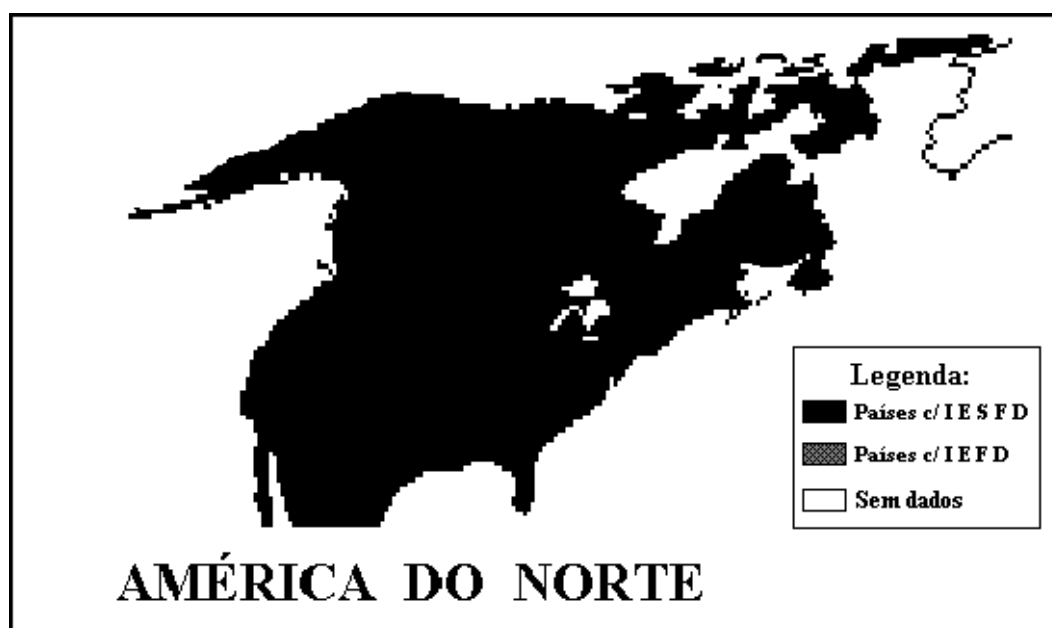 Legenda:
Países c/ I E S F D
Países c/ I E F D
Sem dados
AMÉRICA DO NORTE